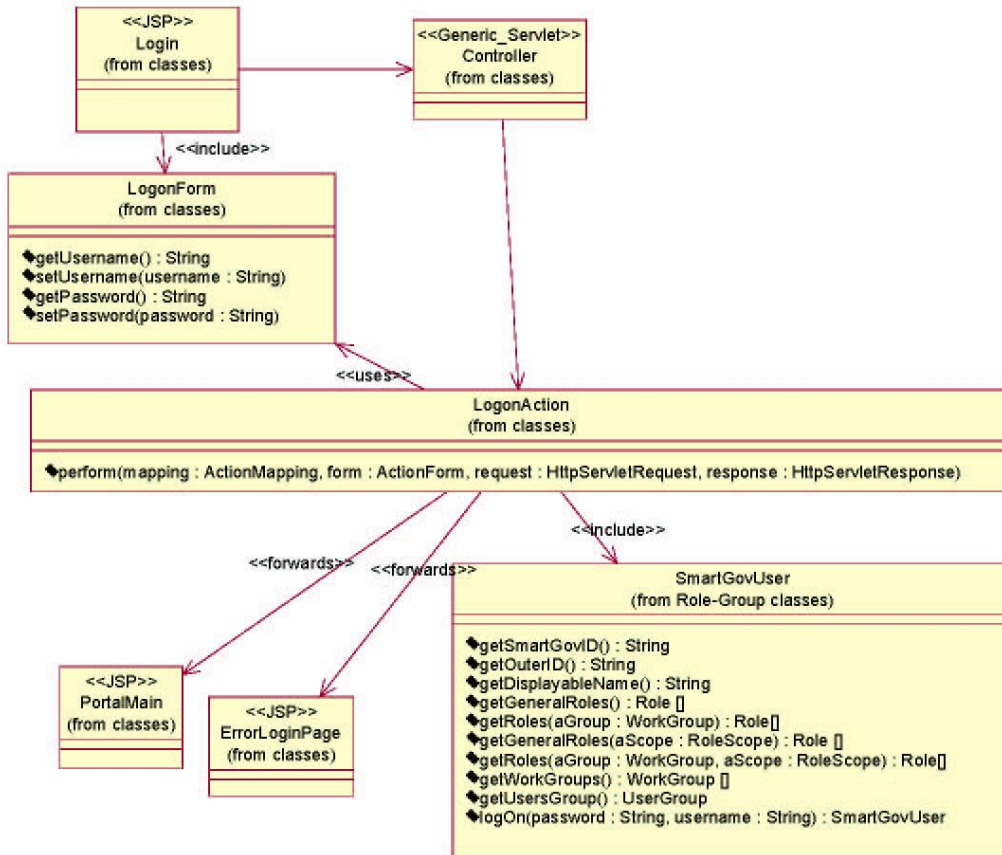 <<JSP>>
Login
(from classes)
<<Generic_Servlet>>
Controller
(from classes)
<<include>>
LogonForm
(from classes)
getUsername() : String
setUsername(username : String)
getPassword() : String
setPassword(password : String)
<<uses>>
LogonAction
(from classes)
perform(mapping : ActionMapping, form : ActionForm, request : HttpServletRequest, response : HttpServletResponse)
<<include>>
<<forwards>>
<<forwards>>
SmartGovUser
(from Role-Group classes)
getSmartGovID() : String
getOuterID() : String
getDisplayableName() : String
getGeneralRoles() : Role []
getRoles(aGroup : WorkGroup) : Role[]
getGeneralRoles(aScope : RoleScope) : Role []
getRoles(aGroup : WorkGroup, aScope : RoleScope) : Role[]
getWorkGroups() : WorkGroup []
getUsersGroup() : UserGroup
logOn(password : String, username : String) : SmartGovUser
<<JSP>>
PortalMain
(from classes)
<<JSP>>
ErrorLoginPage
(from classes)